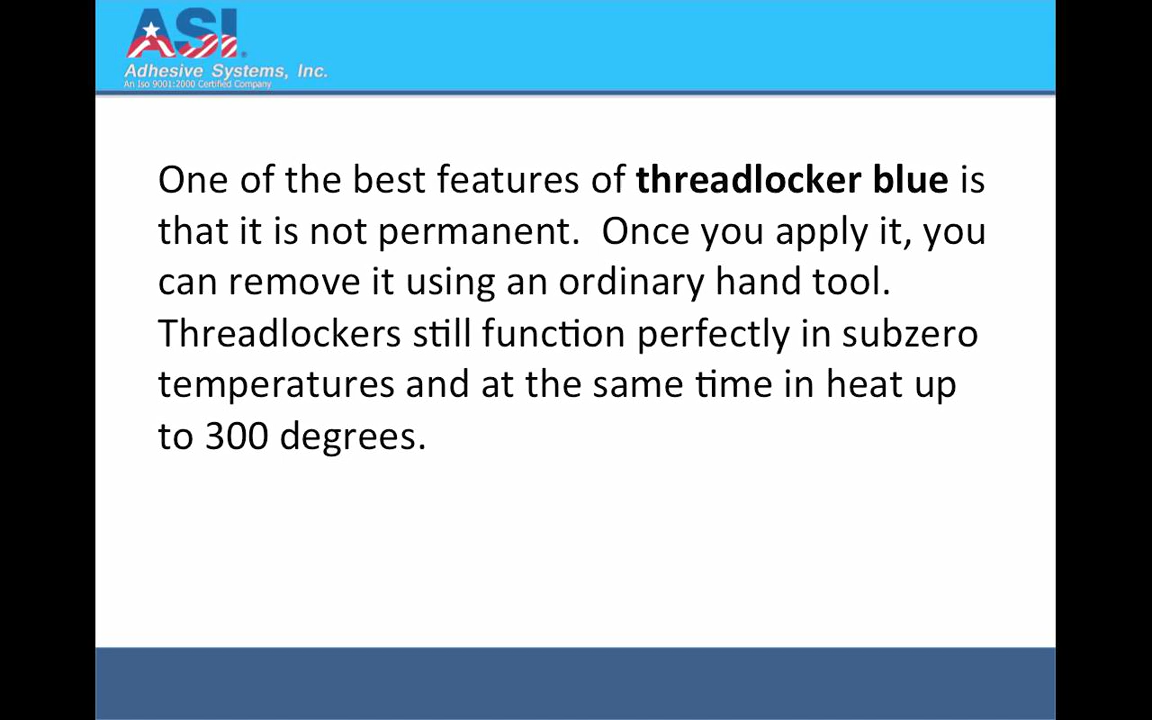 ASI
Adhesive Systems, Inc.
An Iso 9001:2000 Certified Company
One of the best features of threadlocker blue is
that it is not permanent.  Once you apply it, you
can remove it using an ordinary hand tool.
Threadlockers still function perfectly in subzero
temperatures and at the same time in heat up
to 300 degrees.